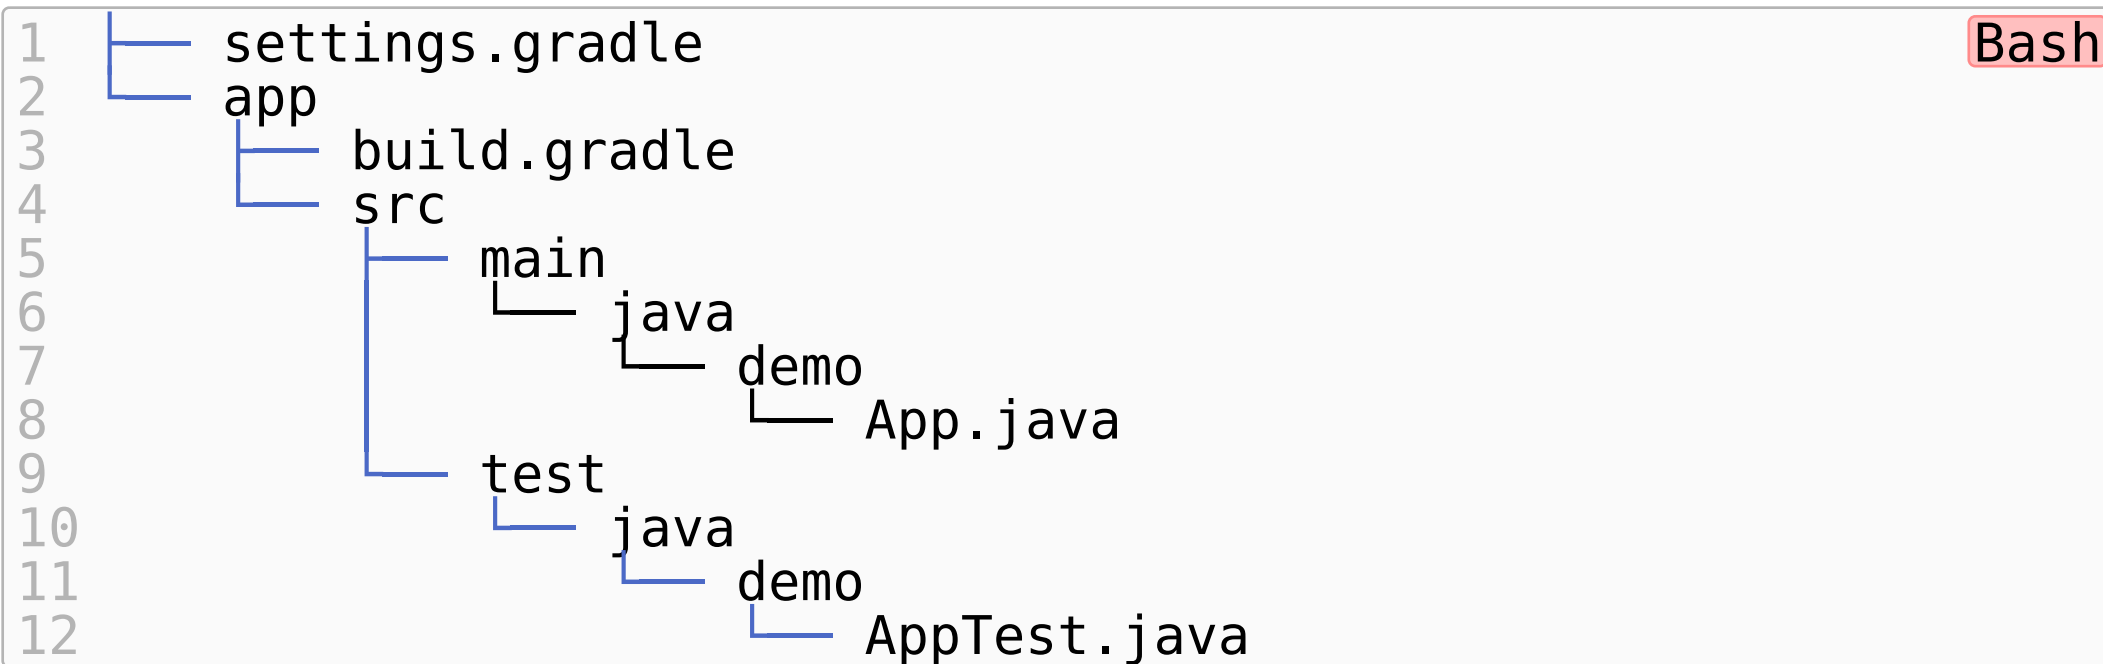 1 ├── settings.gradle Bash
2 └── app
3     ├── build.gradle
4     └── src
5         ├── main
6         │   └── java
7         │       └── demo
8         │           └── App.java
9         └── test
10            └── java
11                └── demo
12                    └── AppTest.java